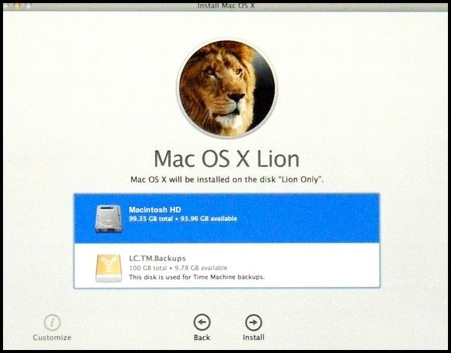 Install Mac OS X
Mac OS X Lion
Mac OS X will be installed on the disk "Lion Only".
Macintosh HD
99.35 GB total • 93.96 GB available
LC.TM.Backups
100 GB total • 9.78 GB available
This disk is used for Time Machine backups.
Customize
Back
Install